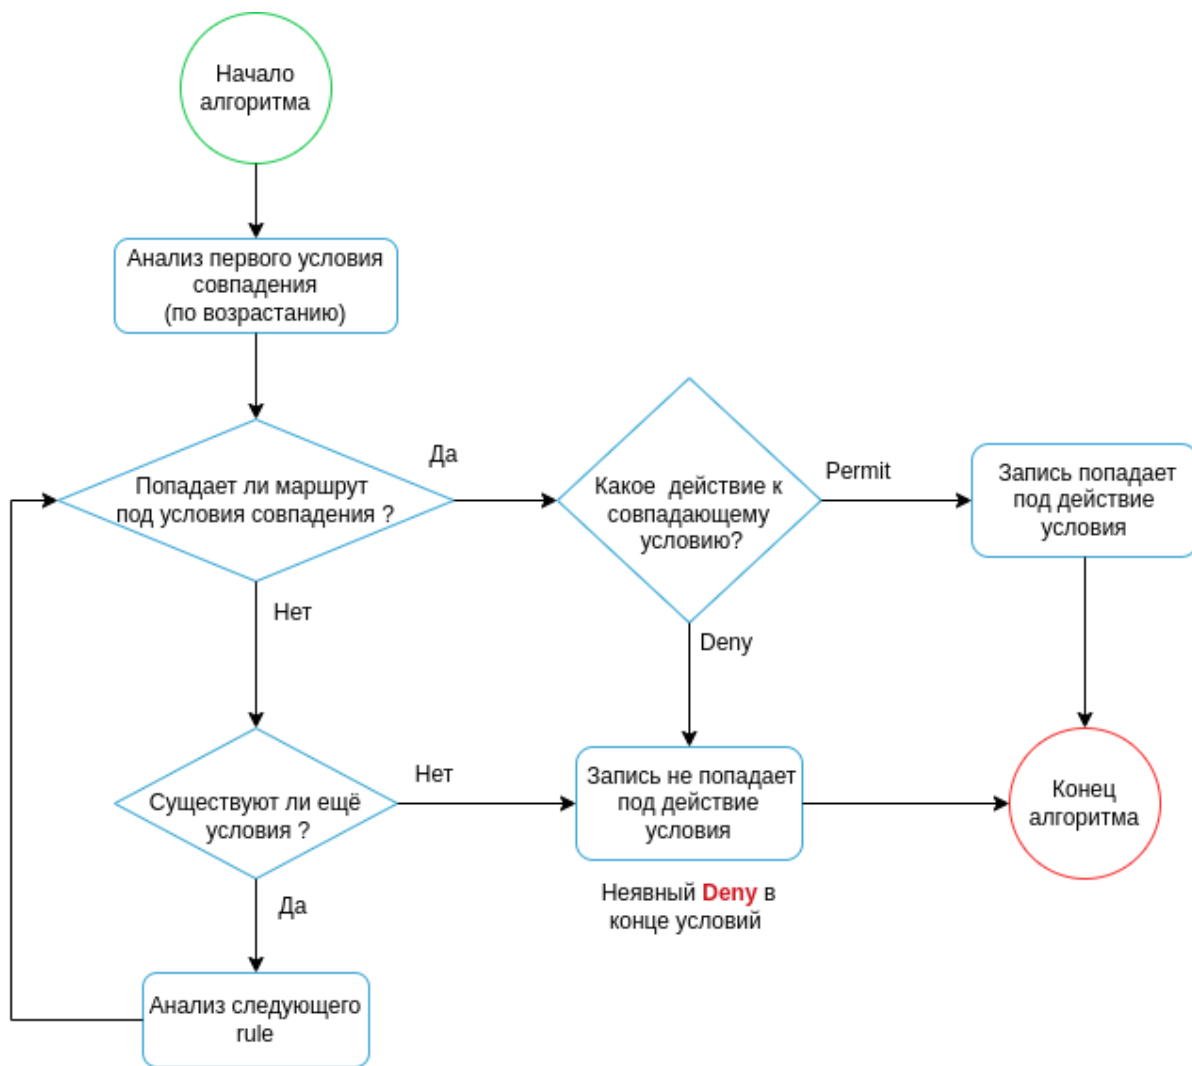 Начало
алгоритма
Анализ первого условия
совпадения
(по возрастанию)
Попадает ли маршрут
под условия совпадения ?
Да
Какое действие к
совпадающему
условию?
Permit
Запись попадает
под действие
условия
Нет
Deny
Существуют ли ещё
условия ?
Нет
Запись не попадает
под действие
условия
Конец
алгоритма
Неявный Deny в
конце условий
Да
Анализ следующего
rule